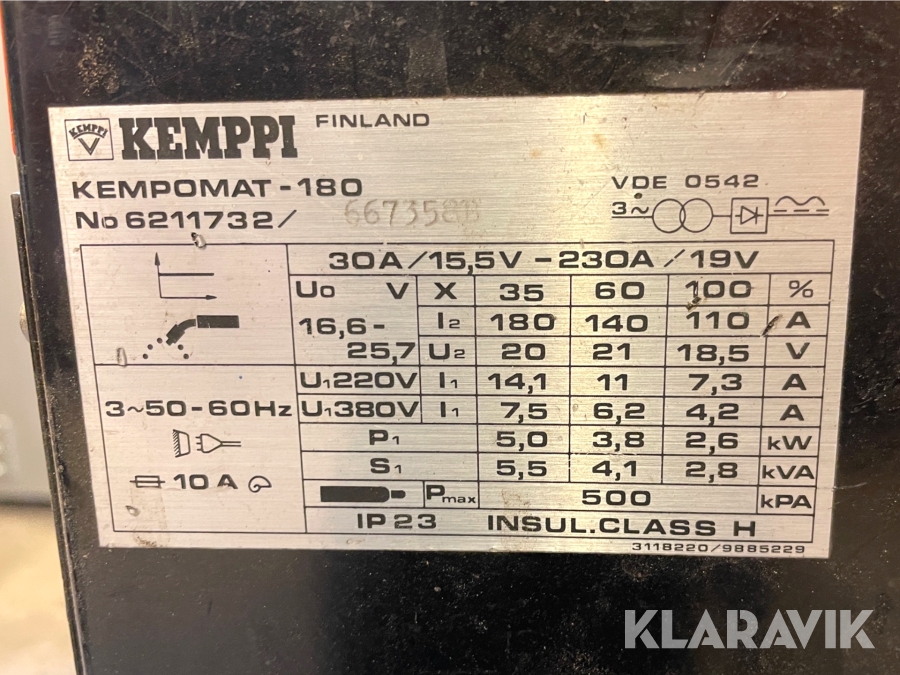 KEMPPI KEMPPI FINLAND
KEMPOMAT-180
VDE 0542
No 6211732/ 667358B
3~
30A/15,5V-230A/19V
Uo V X 35 60 100 %
16,6- I2 180 140 110 A
25,7 U2 20 21 18,5 V
U1 220V I1 14,1 11 7,3 A
3~50-60Hz U1 380V I1 7,5 6,2 4,2 A
P1 5,0 3,8 2,6 kW
S1 5,5 4,1 2,8 kVA
10 A
Pmax 500 kPA
IP23 INSUL.CLASS H
3118220/9885229
KLARAVIK